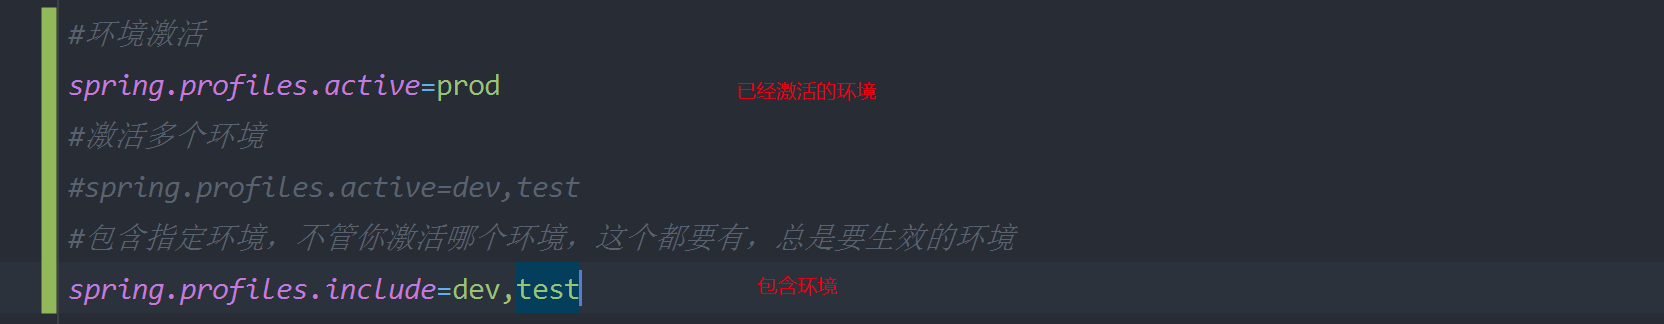 #环境激活
spring.profiles.active=prod
已经激活的环境
#激活多个环境
#spring.profiles.active=dev,test
#包含指定环境，不管你激活哪个环境，这个都要有，总是要生效的环境
spring.profiles.include=dev,test
包含环境